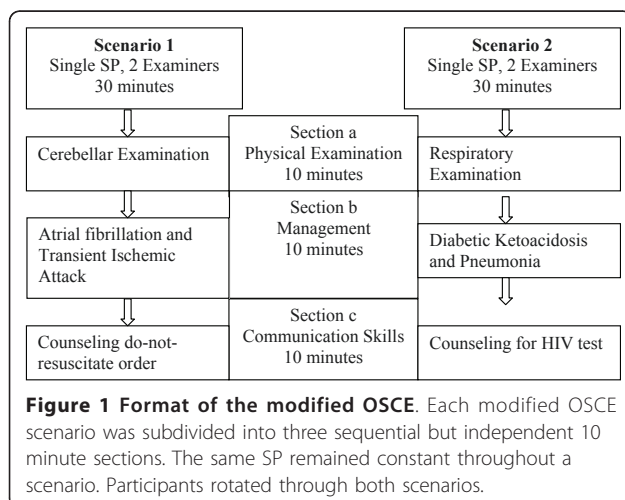 Scenario 1
Single SP, 2 Examiners
30 minutes
Scenario 2
Single SP, 2 Examiners
30 minutes
Cerebellar Examination
Section a
Physical Examination
10 minutes
Respiratory
Examination
Atrial fibrillation and
Transient Ischemic
Attack
Section b
Management
10 minutes
Diabetic Ketoacidosis
and Pneumonia
Counseling do-not-
resuscitate order
Section c
Communication Skills
10 minutes
Counseling for HIV test
Figure 1 Format of the modified OSCE. Each modified OSCE
scenario was subdivided into three sequential but independent 10
minute sections. The same SP remained constant throughout a
scenario. Participants rotated through both scenarios.